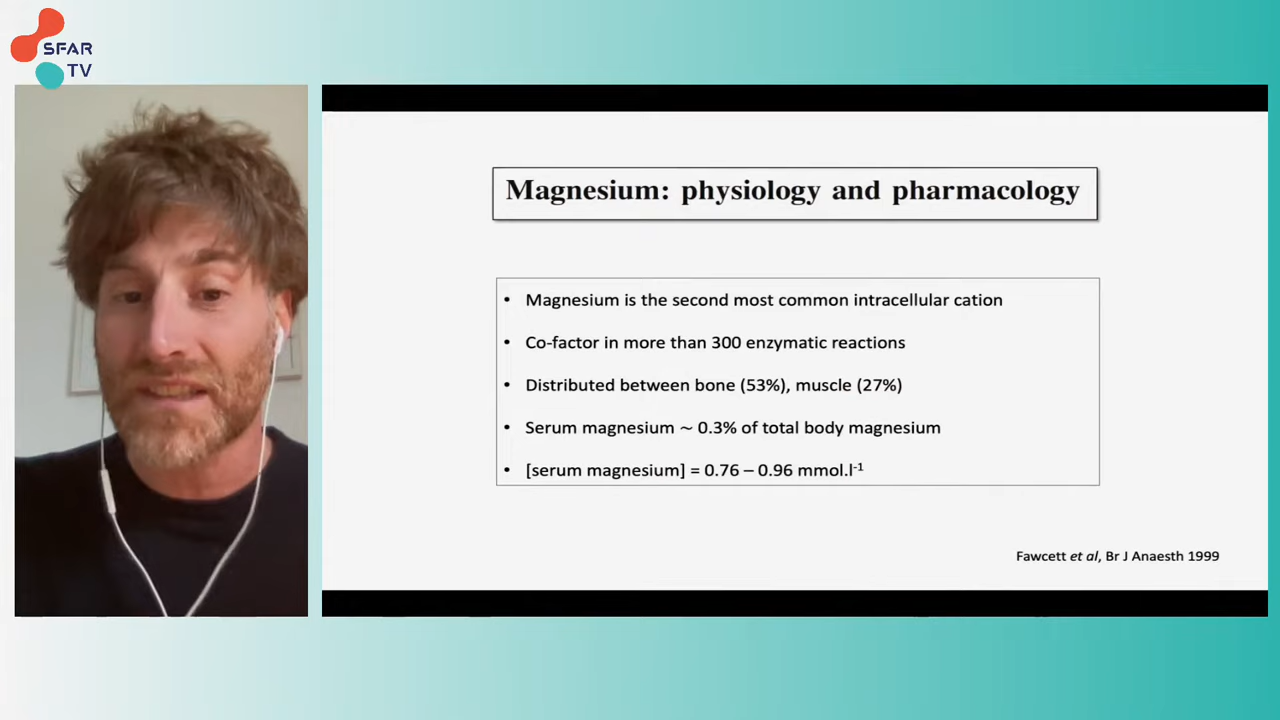 SFAR
TV
Magnesium: physiology and pharmacology
• Magnesium is the second most common intracellular cation
• Co-factor in more than 300 enzymatic reactions
• Distributed between bone (53%), muscle (27%)
• Serum magnesium ~ 0.3% of total body magnesium
• [serum magnesium] = 0.76 – 0.96 mmol.l⁻¹
Fawcett et al, Br J Anaesth 1999